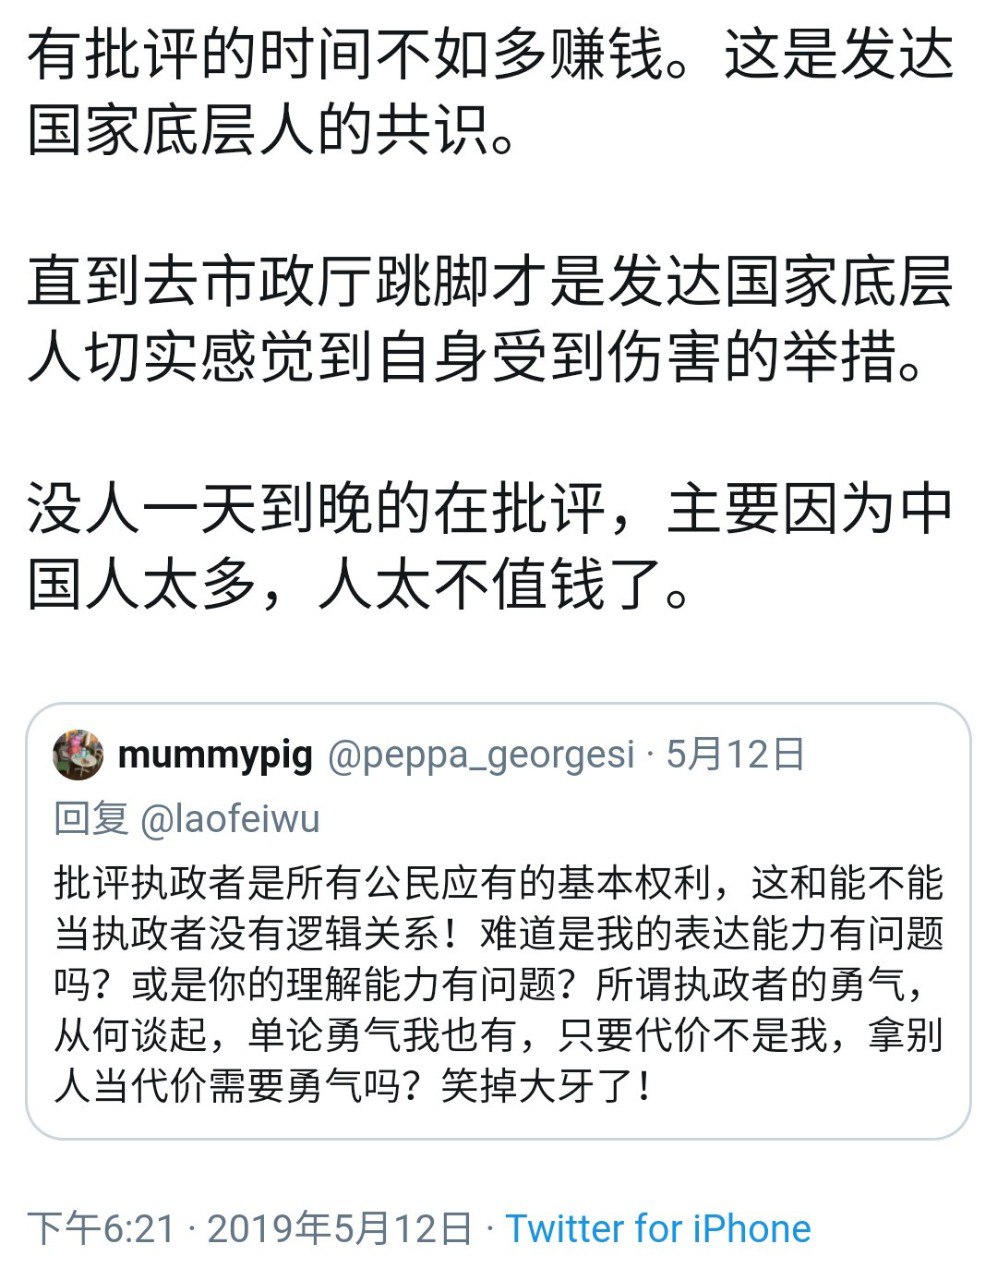 有批评的时间不如多赚钱。这是发达
国家底层人的共识。
直到去市政厅跳脚才是发达国家底层
人切实感觉到自身受到伤害的举措。
没人一天到晚的在批评，主要因为中
国人太多，人太不值钱了。
mummypig @peppa_georgesi · 5月12日
回复 @laofeiwu
批评执政者是所有公民应有的基本权利，这和能不能
当执政者没有逻辑关系！难道是我的表达能力有问题
吗？或是你的理解能力有问题？所谓执政者的勇气，
从何谈起，单论勇气我也有，只要代价不是我，拿别
人当代价需要勇气吗？笑掉大牙了！
下午6:21 · 2019年5月12日 · Twitter for iPhone